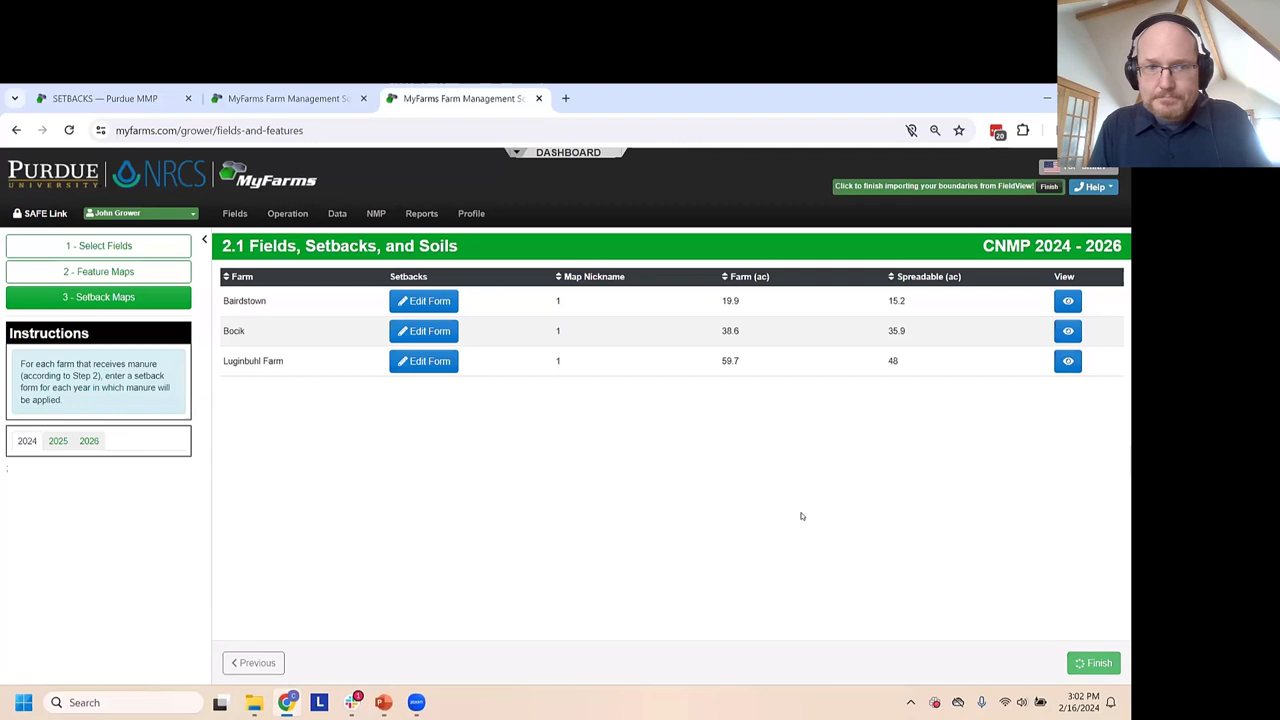 SETBACKS — Purdue MMP
MyFarms Farm Management So
MyFarms Farm Management So
myfarms.com/grower/fields-and-features
20
DASHBOARD
PURDUE UNIVERSITY | NRCS | MyFarms
Click to finish importing your boundaries from FieldView! Finish
Help
SAFE Link
John Grower
Fields Operation Data NMP Reports Profile
1 - Select Fields
2 - Feature Maps
3 - Setback Maps
2.1 Fields, Setbacks, and Soils
CNMP 2024 - 2026
Farm Setbacks Map Nickname Farm (ac) Spreadable (ac) View
Bairdstown Edit Form 1 19.9 15.2
Bocik Edit Form 1 38.6 35.9
Luginbuhl Farm Edit Form 1 59.7 48
Instructions
For each farm that receives manure
(according to Step 2), enter a setback
form for each year in which manure will
be applied.
2024 2025 2026
;
Previous
Finish
Search
L
1
3:02 PM
2/16/2024